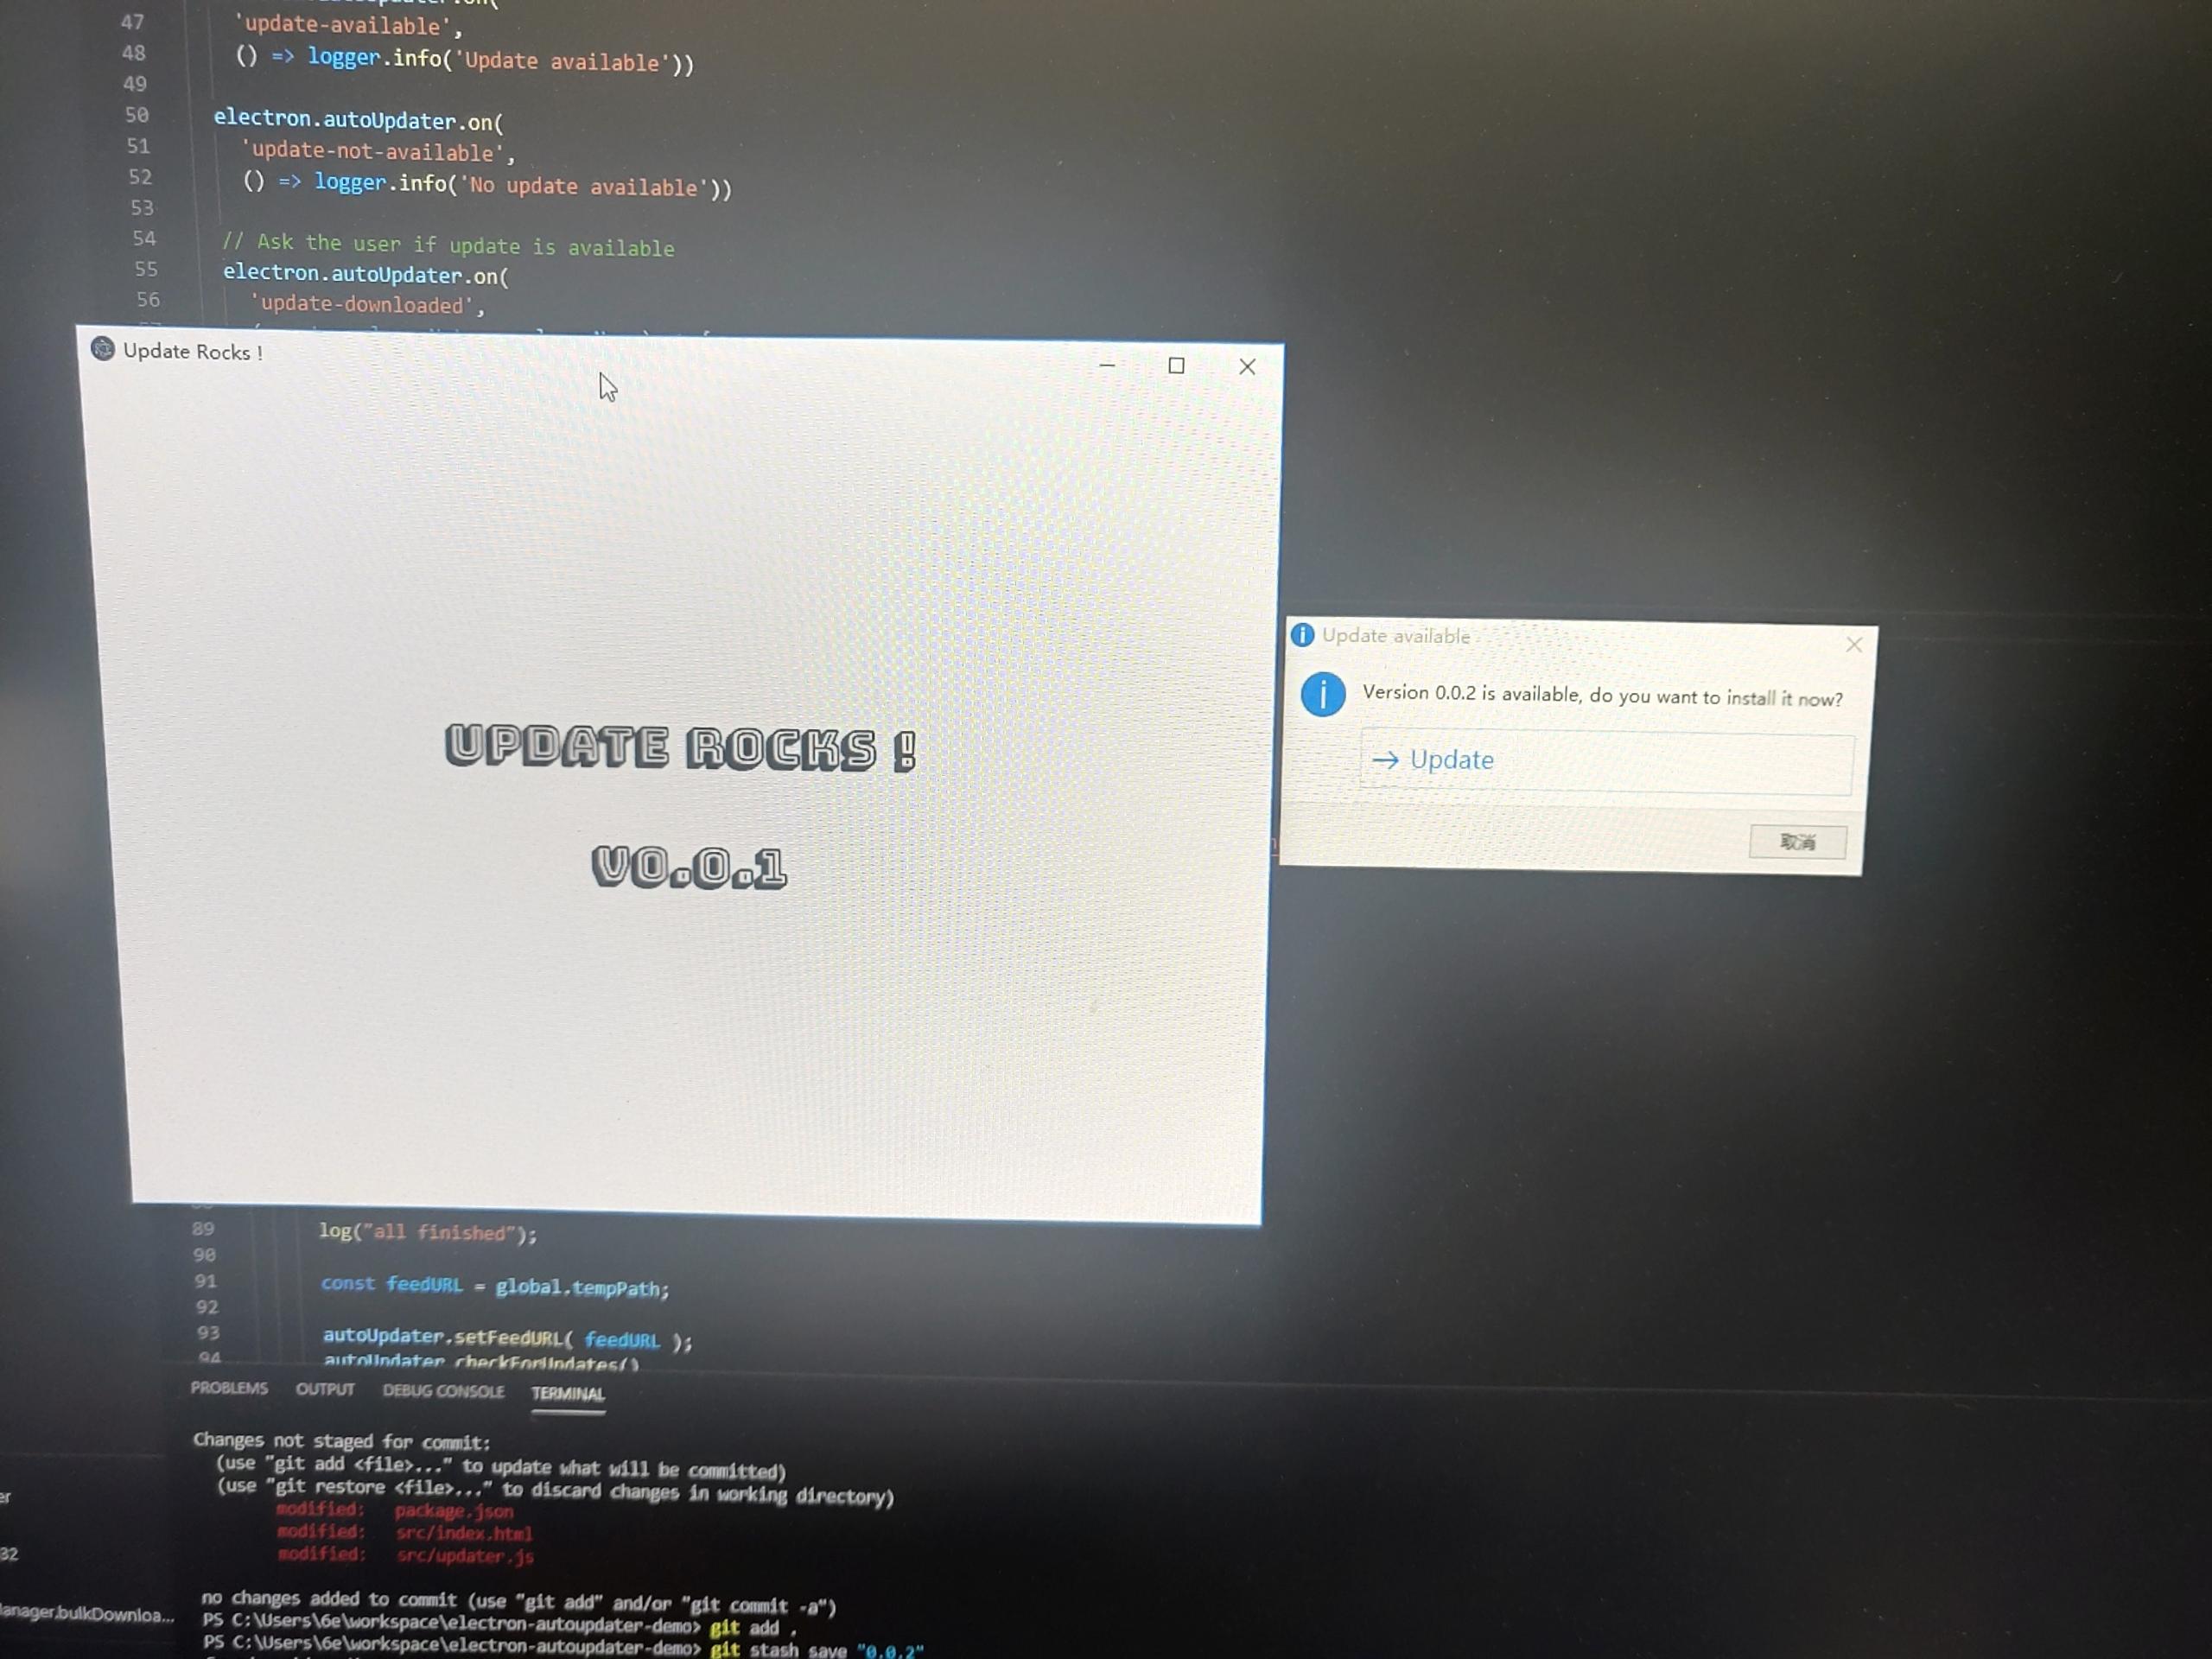 47 'update-available',
48 () => logger.info('Update available'))
49
50 electron.autoUpdater.on(
51 'update-not-available',
52 () => logger.info('No update available'))
53
54 // Ask the user if update is available
55 electron.autoUpdater.on(
56 'update-downloaded',
Update Rocks !
UPDATE ROCKS !
V0.0.1
Update available
Version 0.0.2 is available, do you want to install it now?
→ Update
取消
89 log("all finished");
90
91 const feedURL = global.tempPath;
92
93 autoUpdater.setFeedURL( feedURL );
94 autoUpdater.checkForUpdates()
PROBLEMS OUTPUT DEBUG CONSOLE TERMINAL
Changes not staged for commit:
(use "git add <file>..." to update what will be committed)
(use "git restore <file>..." to discard changes in working directory)
modified: package.json
modified: src/index.html
modified: src/updater.js
no changes added to commit (use "git add" and/or "git commit -a")
PS C:\Users\6e\workspace\electron-autoupdater-demo> git add .
PS C:\Users\6e\workspace\electron-autoupdater-demo> git stash save "0.0.2"
er
32
anager.bulkDownloa...